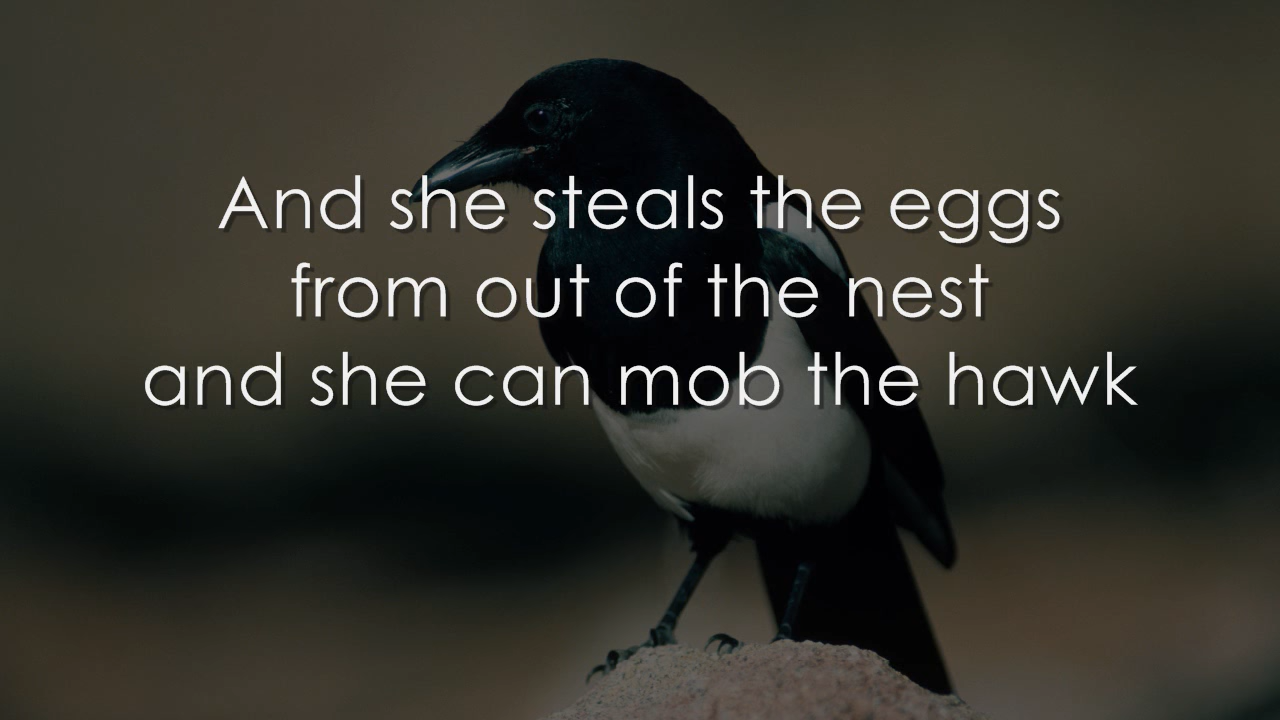 And she steals the eggs
from out of the nest
and she can mob the hawk